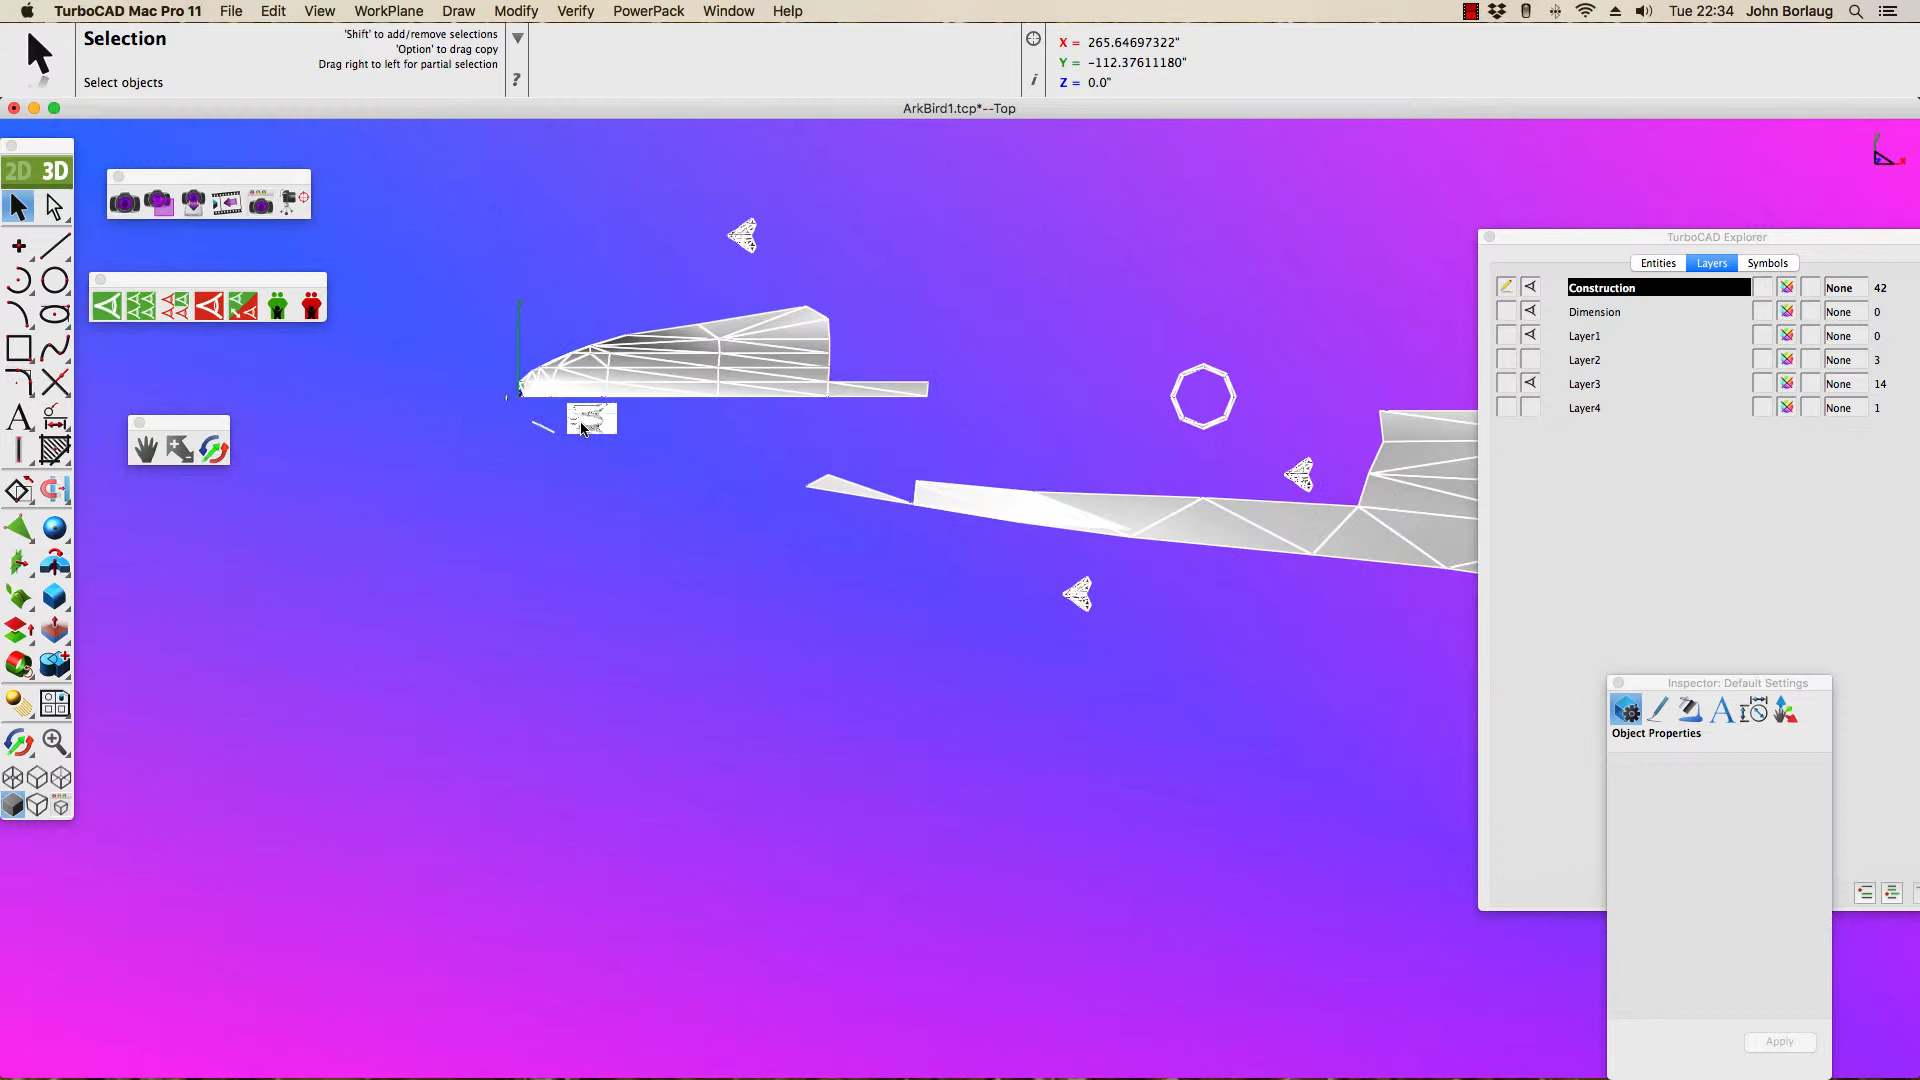 TurboCAD Mac Pro 11 File Edit View WorkPlane Draw Modify Verify PowerPack Window Help Tue 22:34 John Borlaug
Selection
'Shift' to add/remove selections
'Option' to drag copy
Drag right to left for partial selection
Select objects
?
i
X = 265.64697322"
Y = -112.37611180"
Z = 0.0"
ArkBird1.tcp*--Top
2D 3D
A
TurboCAD Explorer
Entities Layers Symbols
Construction None 42
Dimension None 0
Layer1 None 0
Layer2 None 3
Layer3 None 14
Layer4 None 1
Inspector: Default Settings
A
Object Properties
Apply